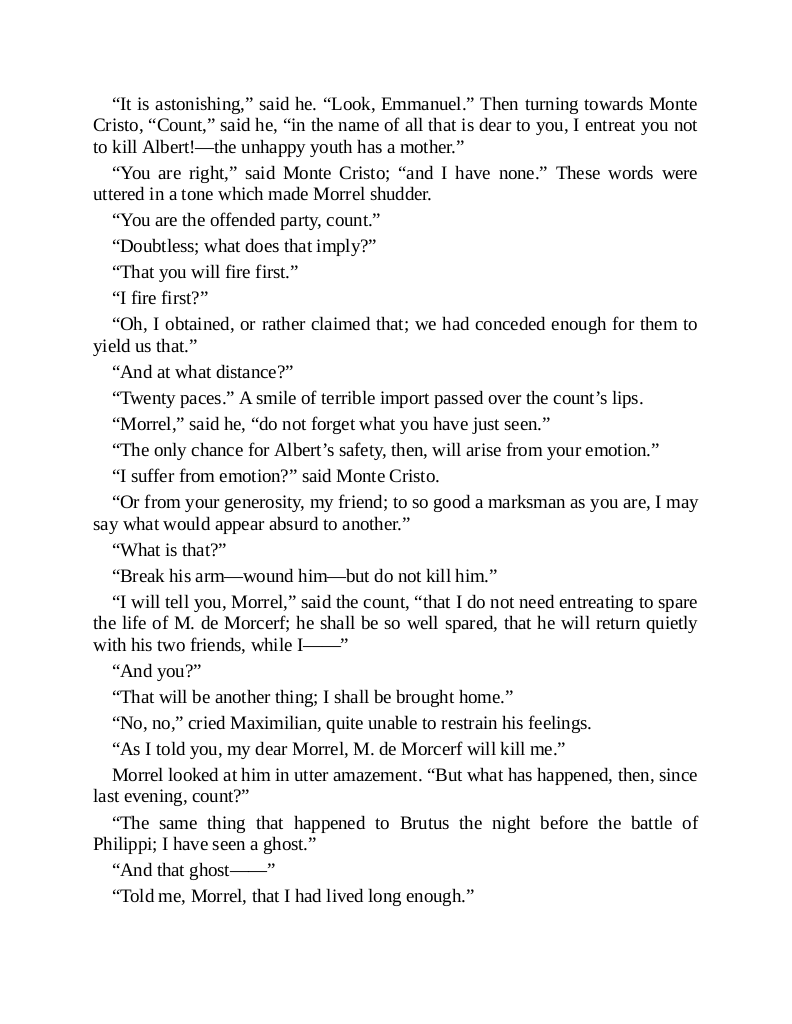 “It is astonishing,” said he. “Look, Emmanuel.” Then turning towards Monte
Cristo, “Count,” said he, “in the name of all that is dear to you, I entreat you not
to kill Albert!—the unhappy youth has a mother.”
“You are right,” said Monte Cristo; “and I have none.” These words were
uttered in a tone which made Morrel shudder.
“You are the offended party, count.”
“Doubtless; what does that imply?”
“That you will fire first.”
“I fire first?”
“Oh, I obtained, or rather claimed that; we had conceded enough for them to
yield us that.”
“And at what distance?”
“Twenty paces.” A smile of terrible import passed over the count’s lips.
“Morrel,” said he, “do not forget what you have just seen.”
“The only chance for Albert’s safety, then, will arise from your emotion.”
“I suffer from emotion?” said Monte Cristo.
“Or from your generosity, my friend; to so good a marksman as you are, I may
say what would appear absurd to another.”
“What is that?”
“Break his arm—wound him—but do not kill him.”
“I will tell you, Morrel,” said the count, “that I do not need entreating to spare
the life of M. de Morcerf; he shall be so well spared, that he will return quietly
with his two friends, while I——”
“And you?”
“That will be another thing; I shall be brought home.”
“No, no,” cried Maximilian, quite unable to restrain his feelings.
“As I told you, my dear Morrel, M. de Morcerf will kill me.”
Morrel looked at him in utter amazement. “But what has happened, then, since
last evening, count?”
“The same thing that happened to Brutus the night before the battle of
Philippi; I have seen a ghost.”
“And that ghost——”
“Told me, Morrel, that I had lived long enough.”